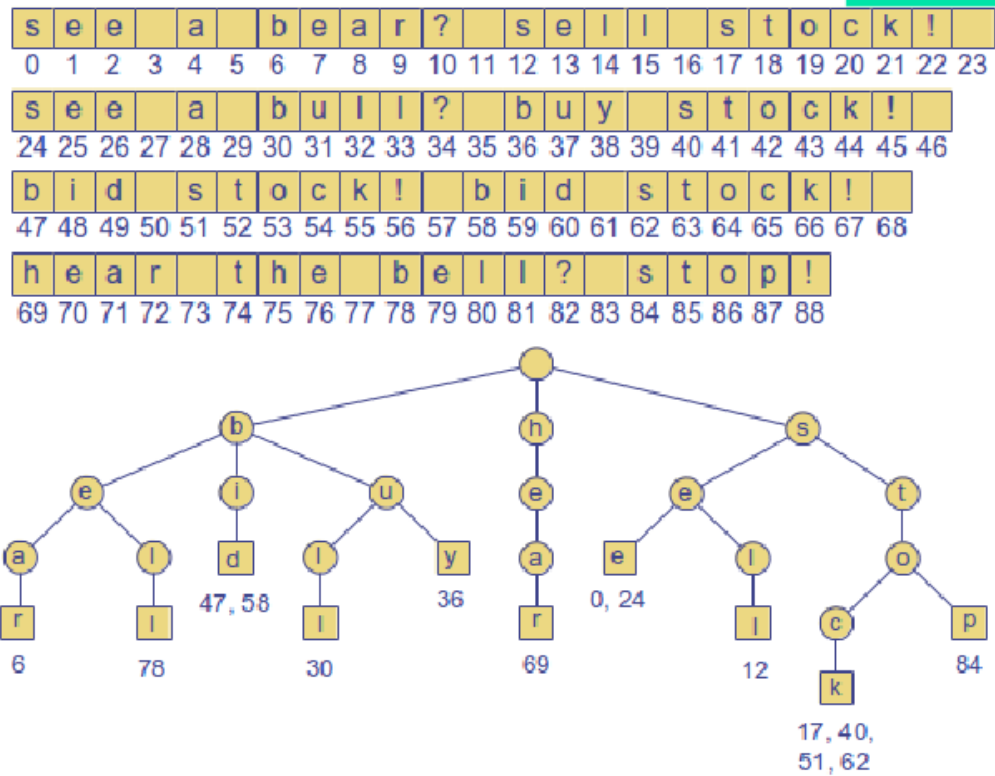 s e e a b e a r ? s e l l s t o c k !
0 1 2 3 4 5 6 7 8 9 10 11 12 13 14 15 16 17 18 19 20 21 22 23
s e e a b u l l ? b u y s t o c k !
24 25 26 27 28 29 30 31 32 33 34 35 36 37 38 39 40 41 42 43 44 45 46
b i d s t o c k ! b i d s t o c k !
47 48 49 50 51 52 53 54 55 56 57 58 59 60 61 62 63 64 65 66 67 68
h e a r t h e b e l l ? s t o p !
69 70 71 72 73 74 75 76 77 78 79 80 81 82 83 84 85 86 87 88
b h s
e i u e e t
a l d l y a e l o
47, 58 36 0, 24
r l l r l c p
6 78 30 69 12 84
k
17, 40,
51, 62